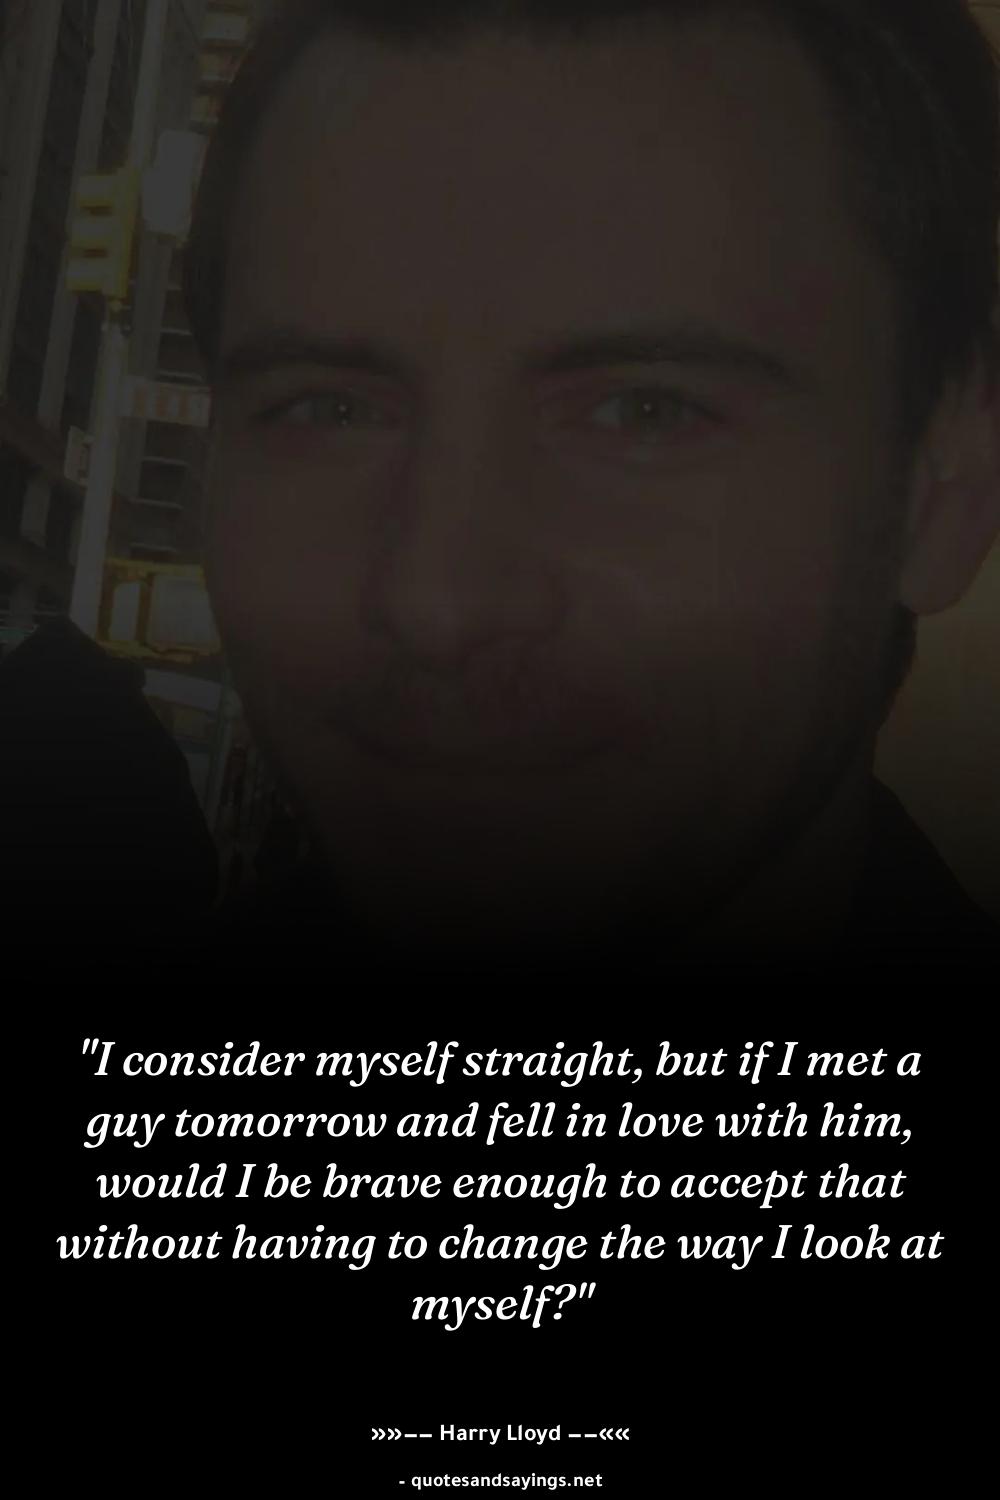 "I consider myself straight, but if I met a
guy tomorrow and fell in love with him,
would I be brave enough to accept that
without having to change the way I look at
myself?"
»»−− Harry Lloyd −−««
- quotesandsayings.net